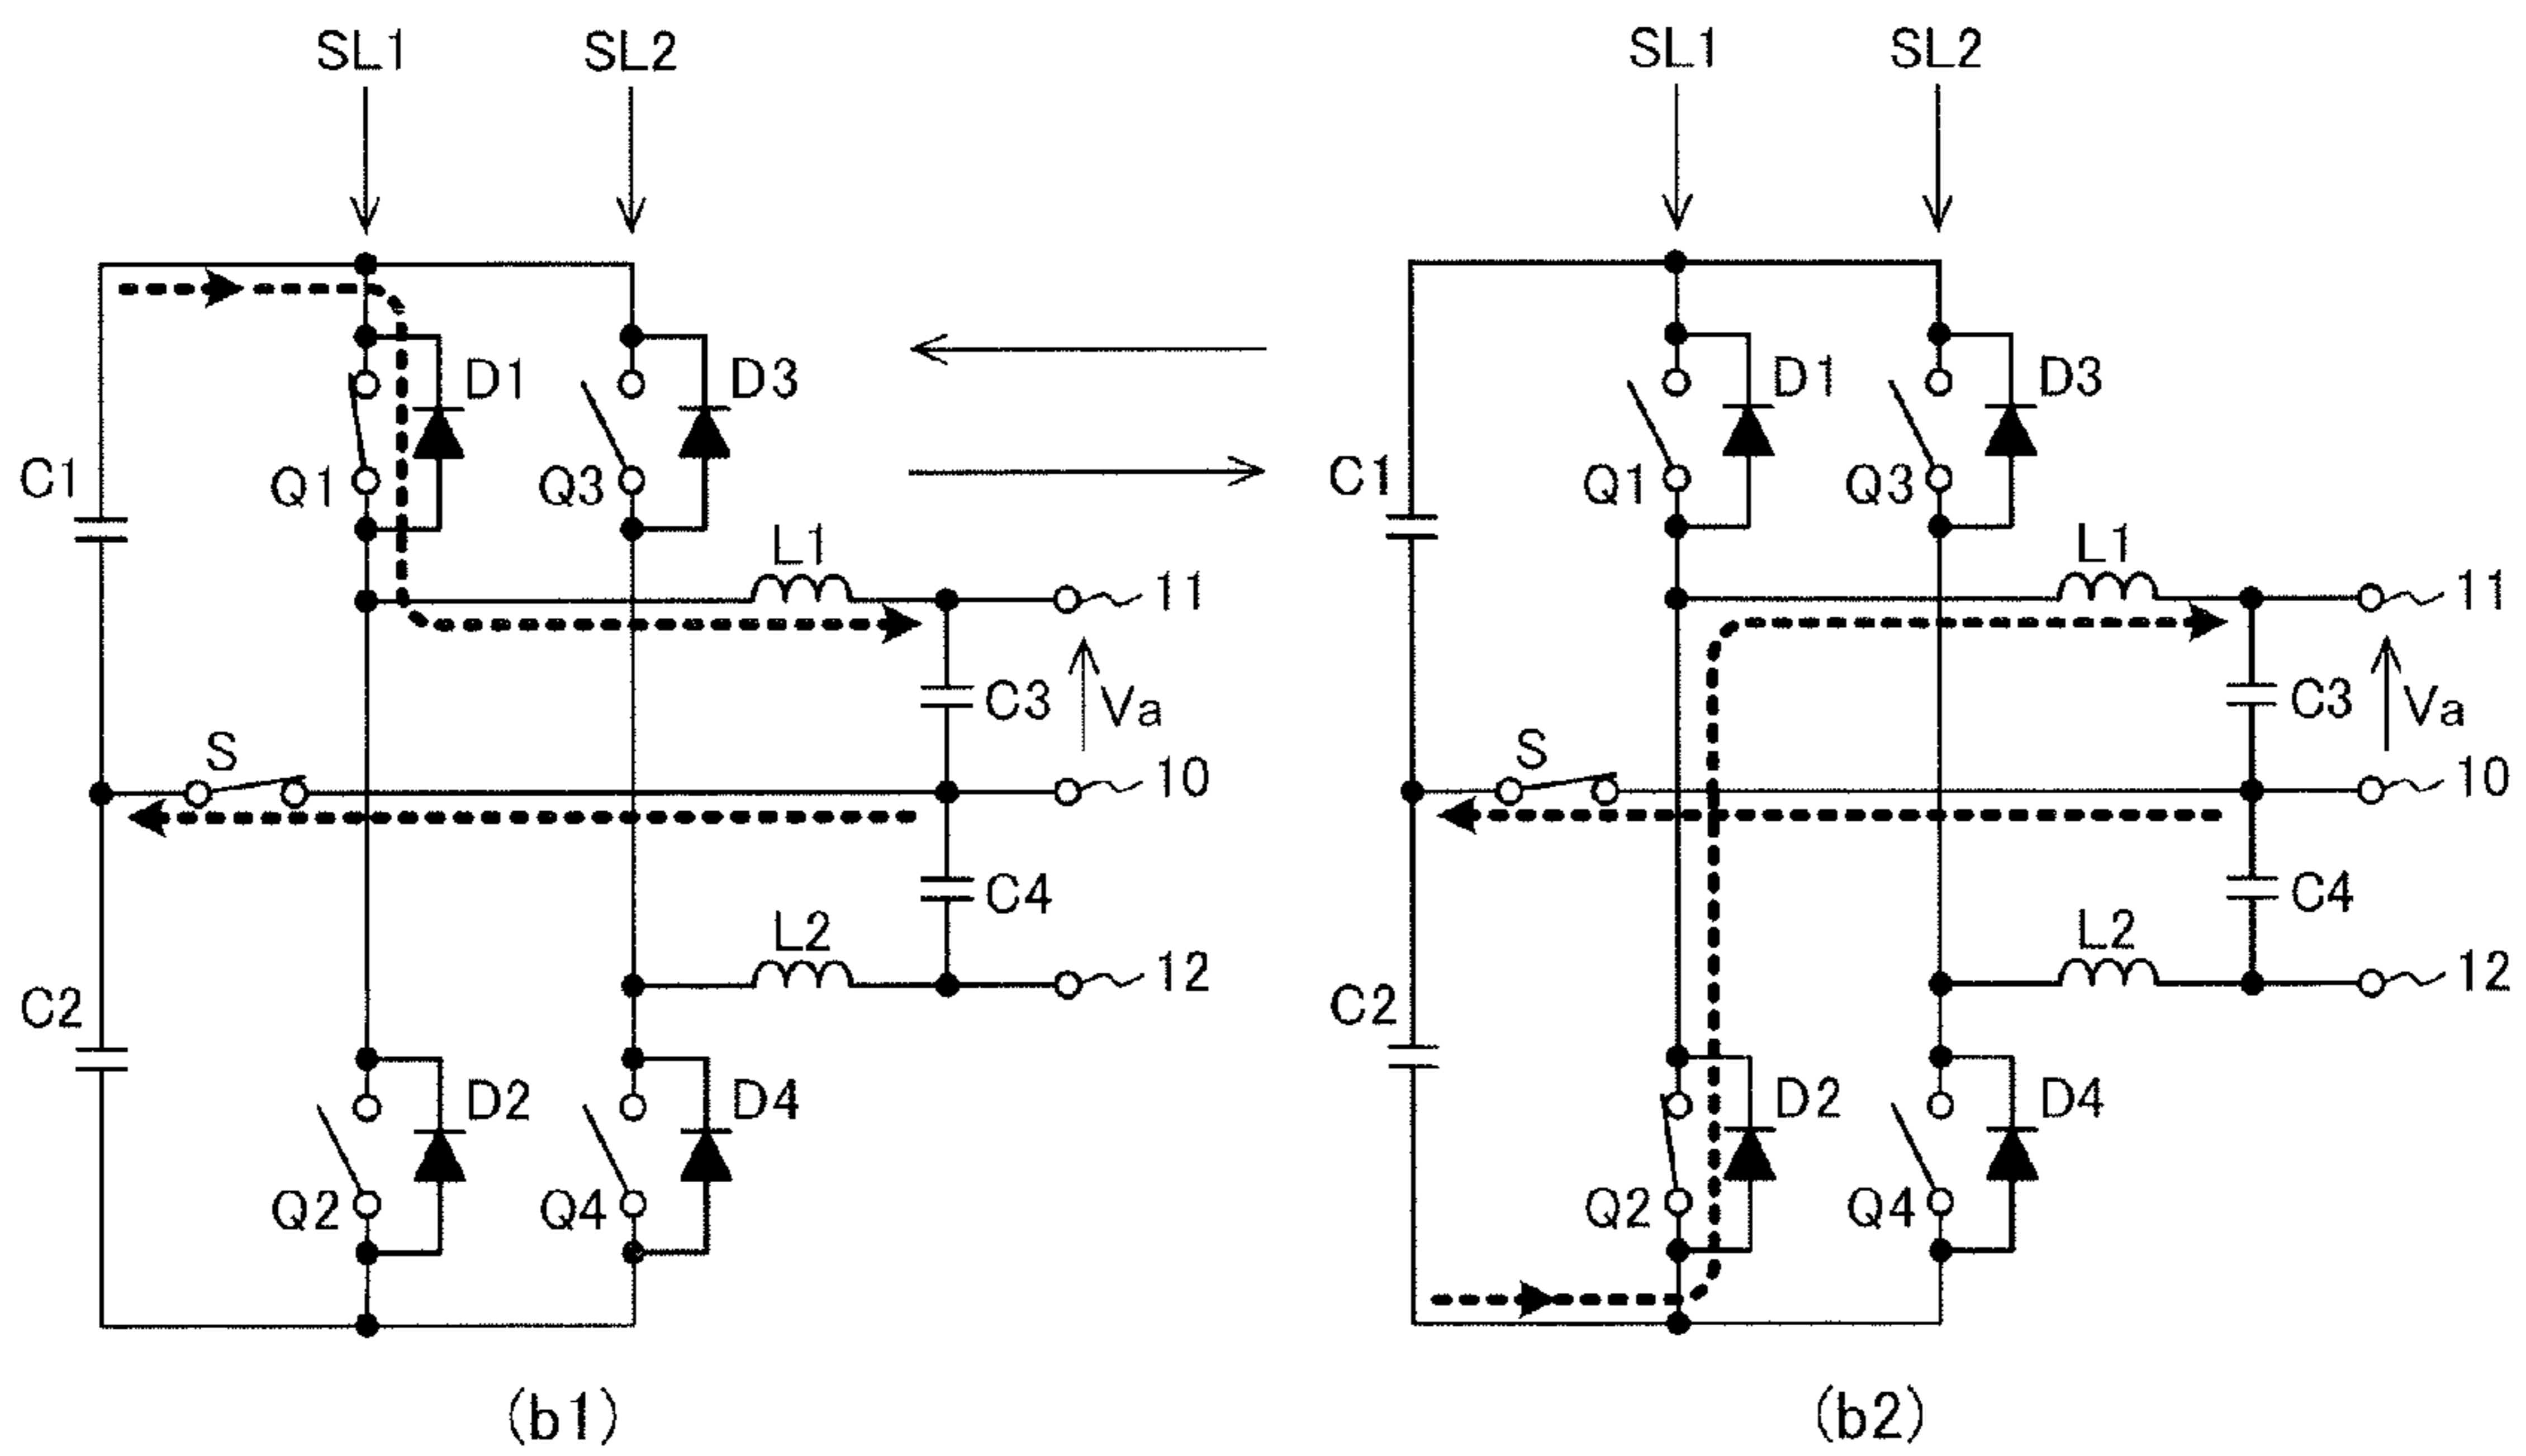 SL1 SL2
D1 D3
C1 Q1 Q3
L1
11
C3 Va
S
10
C4
L2
12
C2
D2 D4
Q2 Q4
(b1)
SL1 SL2
D1 D3
C1 Q1 Q3
L1
11
C3 Va
S
10
C4
L2
12
C2
D2 D4
Q2 Q4
(b2)